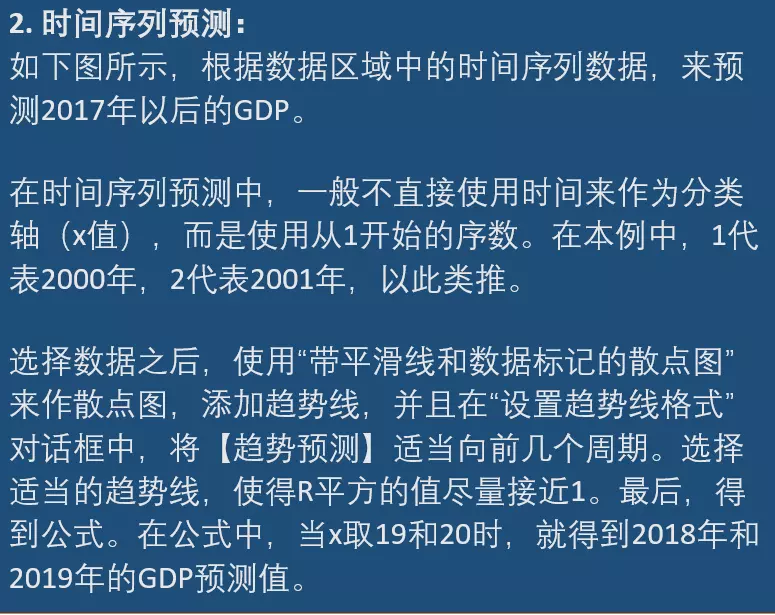 2. 时间序列预测：
如下图所示，根据数据区域中的时间序列数据，来预
测2017年以后的GDP。
在时间序列预测中，一般不直接使用时间来作为分类
轴（x值），而是使用从1开始的序数。在本例中，1代
表2000年，2代表2001年，以此类推。
选择数据之后，使用“带平滑线和数据标记的散点图”
来作散点图，添加趋势线，并且在“设置趋势线格式”
对话框中，将【趋势预测】适当向前几个周期。选择
适当的趋势线，使得R平方的值尽量接近1。最后，得
到公式。在公式中，当x取19和20时，就得到2018年和
2019年的GDP预测值。